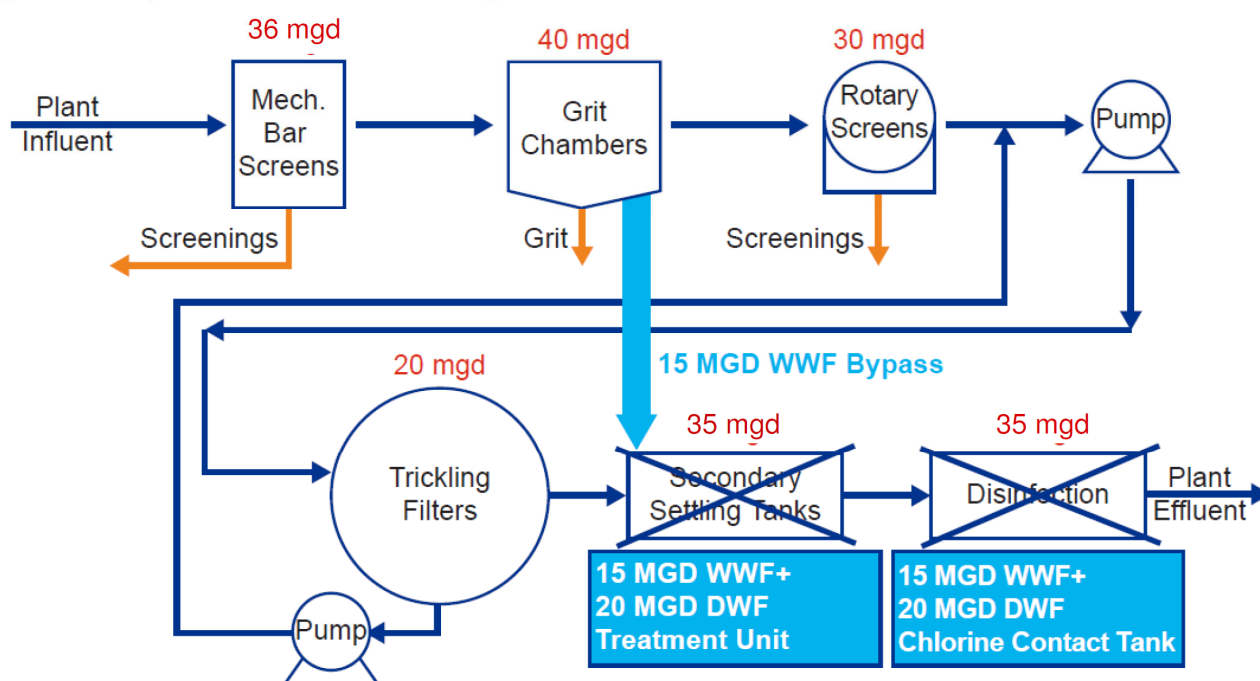 36 mgd
40 mgd
30 mgd
Plant
Influent
Mech.
Bar
Screens
Grit
Chambers
Rotary
Screens
Pump
Screenings
Grit
Screenings
15 MGD WWF Bypass
20 mgd
35 mgd
35 mgd
Trickling
Filters
Secondary
Settling Tanks
Disinfection
Plant
Effluent
15 MGD WWF+
20 MGD DWF
Treatment Unit
15 MGD WWF+
20 MGD DWF
Chlorine Contact Tank
Pump